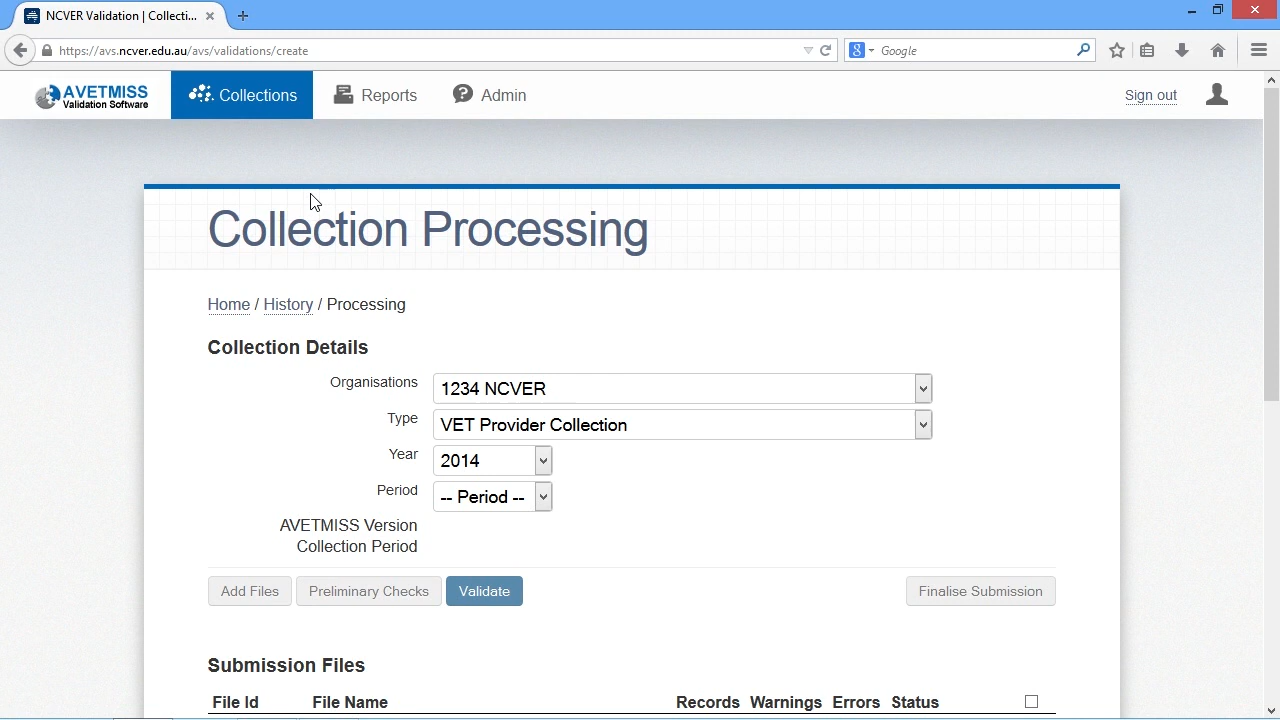 NCVER Validation | Collecti...
https://avs.ncver.edu.au/avs/validations/create
Google
AVETMISS
Validation Software
Collections
Reports
Admin
Sign out
Collection Processing
Home / History / Processing
Collection Details
Organisations 1234 NCVER
Type VET Provider Collection
Year 2014
Period -- Period --
AVETMISS Version
Collection Period
Add Files Preliminary Checks Validate Finalise Submission
Submission Files
File Id File Name Records Warnings Errors Status